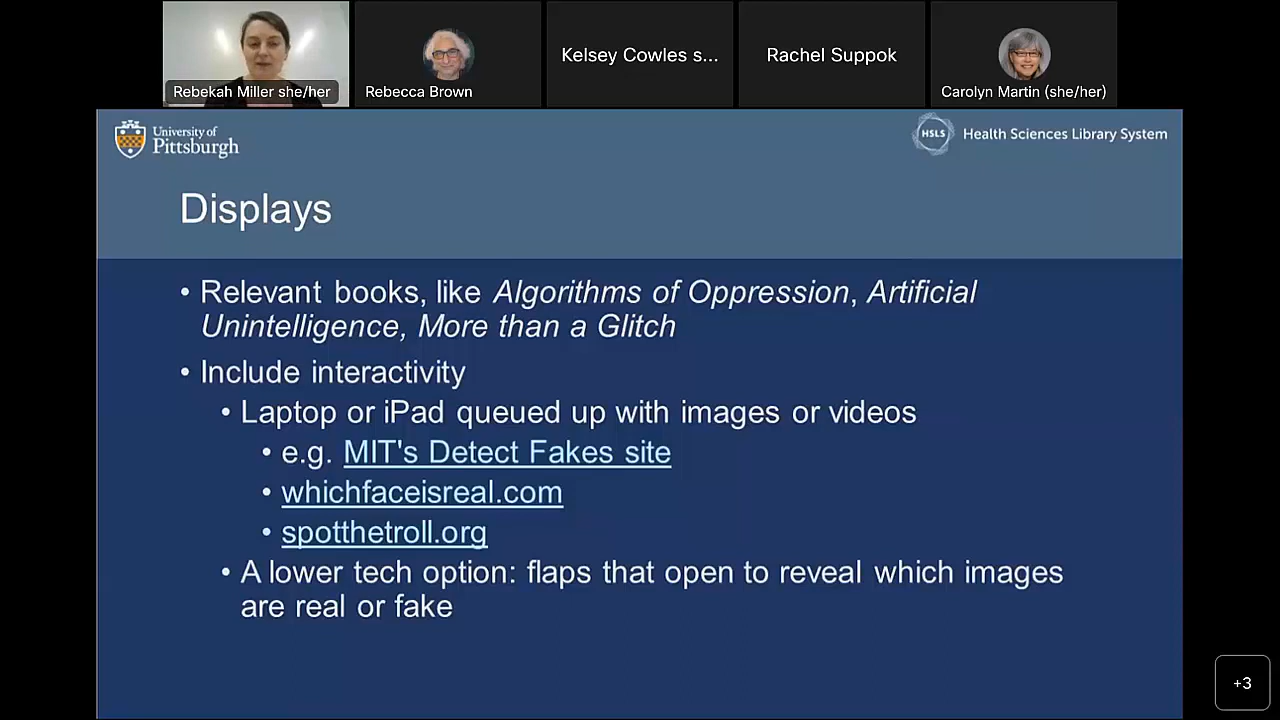 Rebekah Miller she/her
Rebecca Brown
Kelsey Cowles s...
Rachel Suppok
Carolyn Martin (she/her)
University of
Pittsburgh
HSLS
Health Sciences Library System
Displays
• Relevant books, like Algorithms of Oppression, Artificial
Unintelligence, More than a Glitch
• Include interactivity
• Laptop or iPad queued up with images or videos
• e.g. MIT's Detect Fakes site
• whichfaceisreal.com
• spotthetroll.org
• A lower tech option: flaps that open to reveal which images
are real or fake
+3